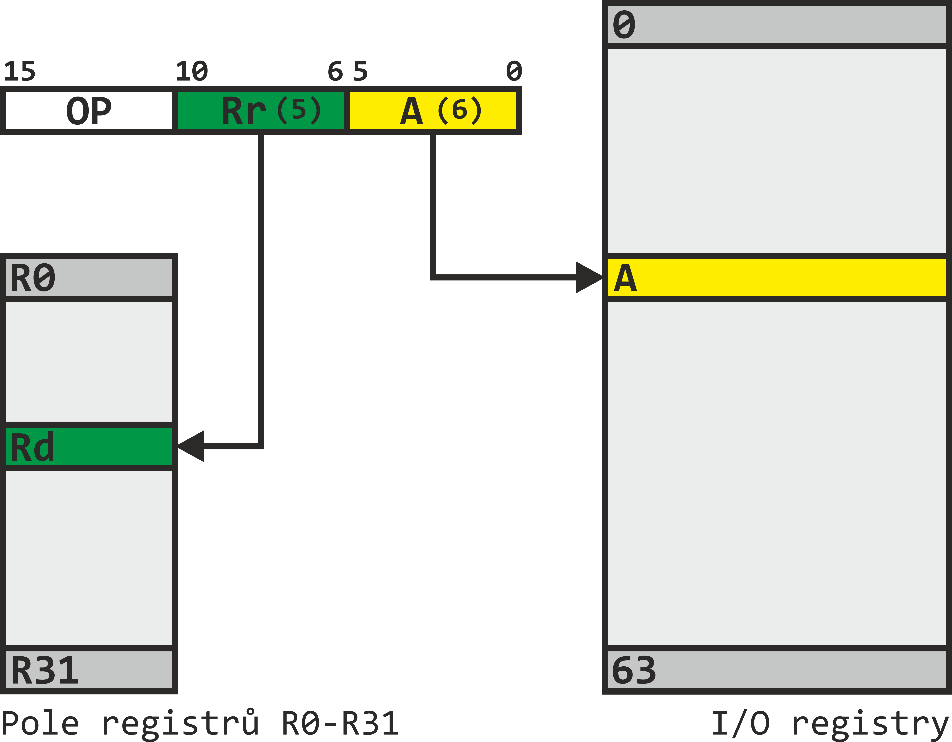 0
15 10 6 5 0
OP Rr (5) A (6)
R0
A
Rd
R31
63
Pole registrů R0-R31
I/O registry